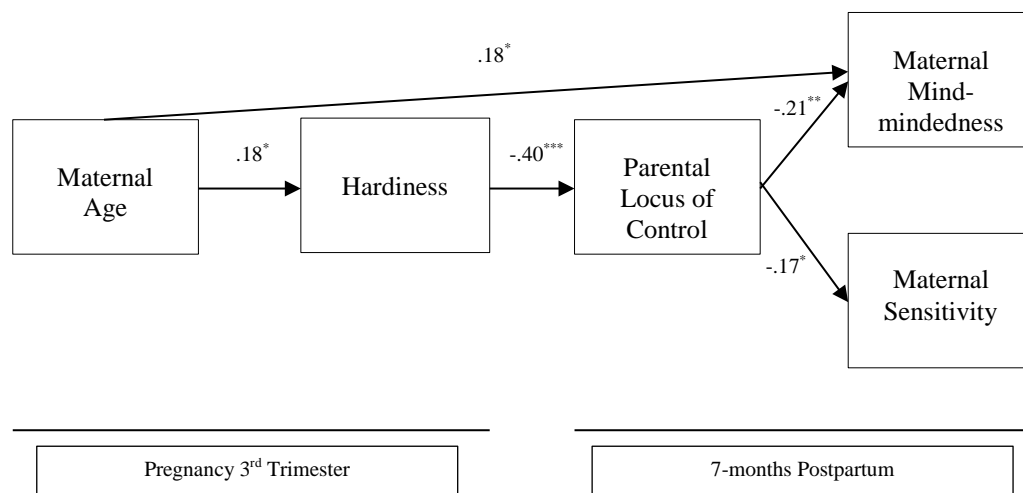 .18*
Maternal
Mind-
mindedness
-.21**
Maternal
Age
.18*
Hardiness
-.40***
Parental
Locus of
Control
-.17*
Maternal
Sensitivity
Pregnancy 3rd Trimester
7-months Postpartum